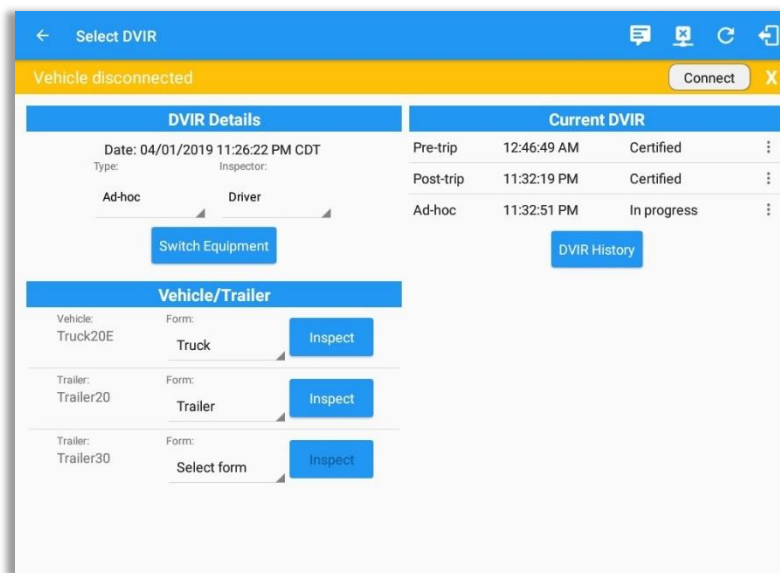 Select DVIR
Vehicle disconnected
Connect
X
DVIR Details
Date: 04/01/2019 11:26:22 PM CDT
Type: Inspector:
Ad-hoc Driver
Switch Equipment
Vehicle/Trailer
Vehicle: Form:
Truck20E Truck Inspect
Trailer: Form:
Trailer20 Trailer Inspect
Trailer: Form:
Trailer30 Select form Inspect
Current DVIR
Pre-trip 12:46:49 AM Certified
Post-trip 11:32:19 PM Certified
Ad-hoc 11:32:51 PM In progress
DVIR History